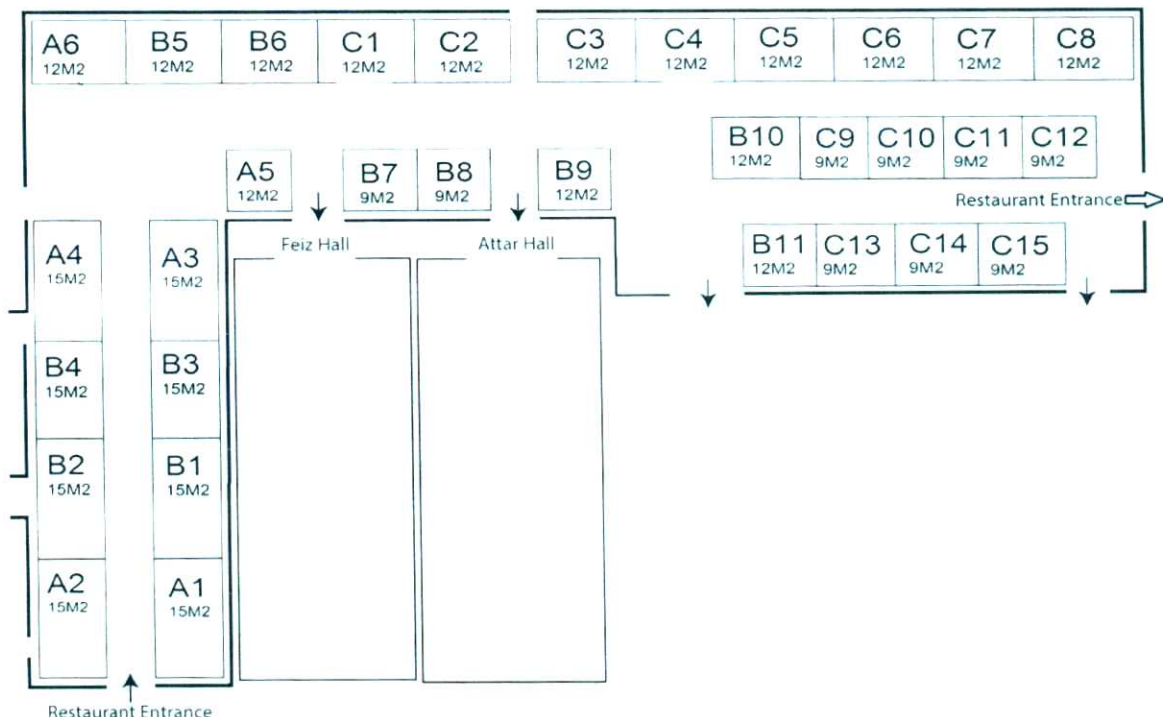 A6 B5 B6 C1 C2 C3 C4 C5 C6 C7 C8
12M2 12M2 12M2 12M2 12M2 12M2 12M2 12M2 12M2 12M2 12M2
B10 C9 C10 C11 C12
12M2 9M2 9M2 9M2 9M2
A5 B7 B8 B9
12M2 9M2 9M2 12M2
Restaurant Entrance
Feiz Hall Attar Hall
B11 C13 C14 C15
12M2 9M2 9M2 9M2
A4 A3
15M2 15M2
B4 B3
15M2 15M2
B2 B1
15M2 15M2
A2 A1
15M2 15M2
Restaurant Entrance